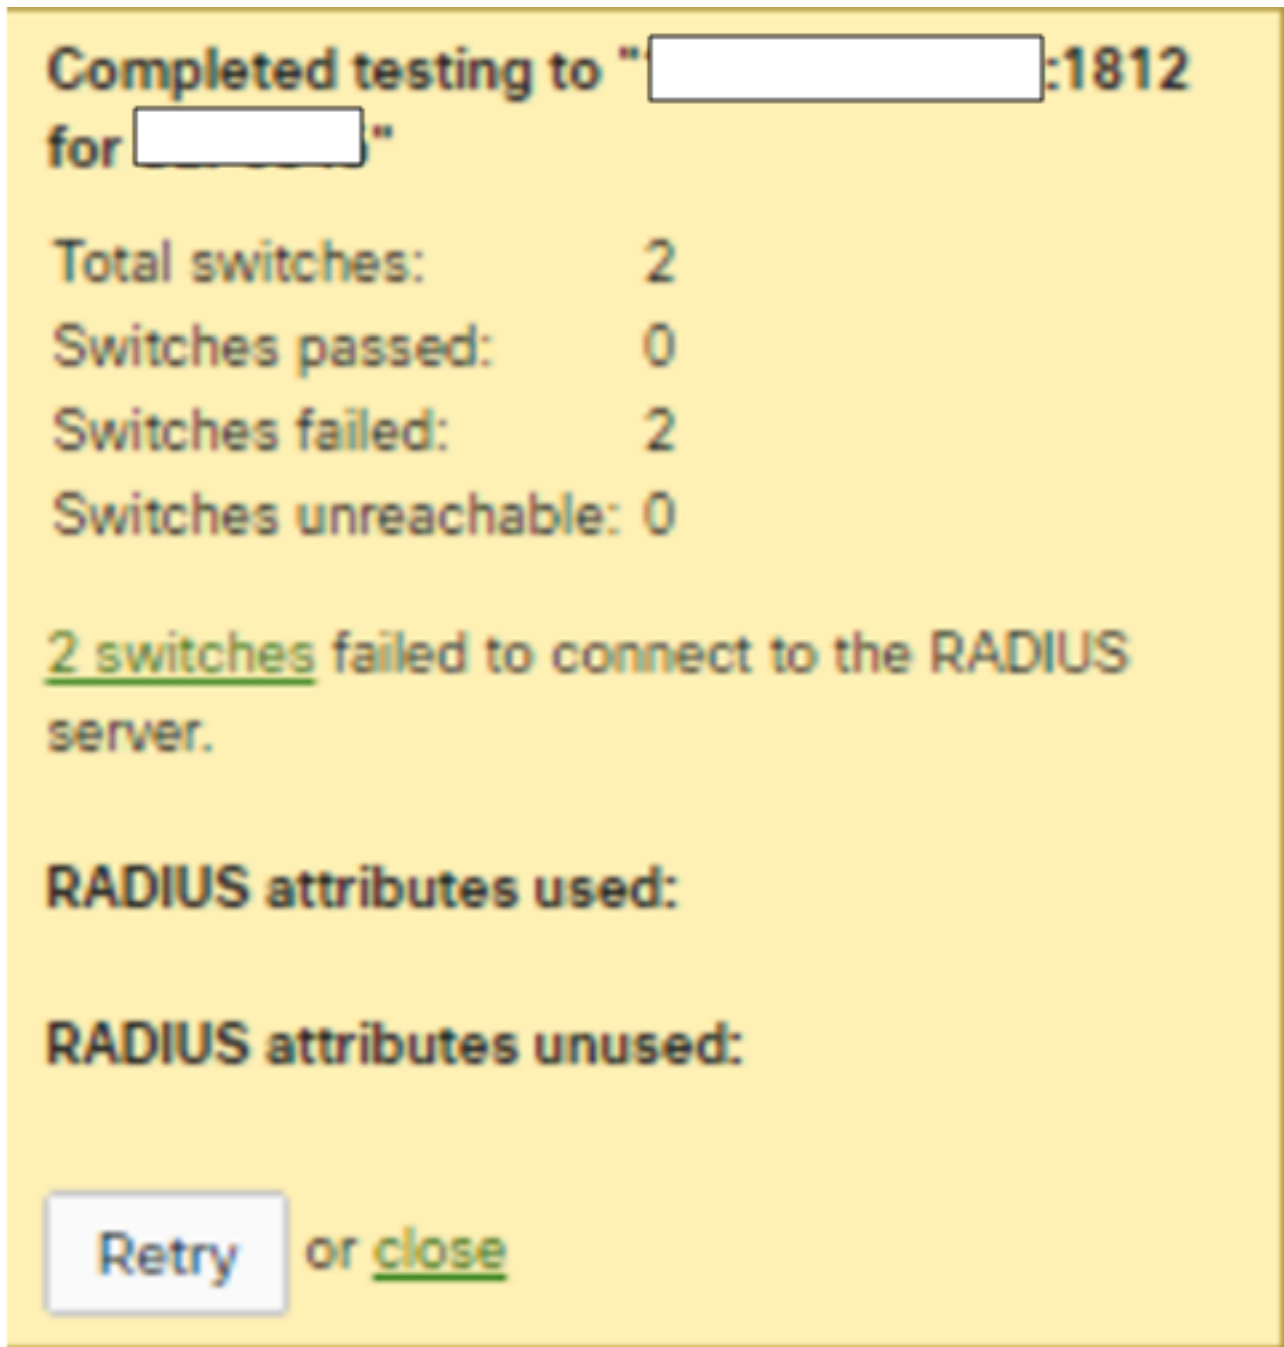 Completed testing to ":1812
for "
Total switches: 2
Switches passed: 0
Switches failed: 2
Switches unreachable: 0
2 switches failed to connect to the RADIUS
server.
RADIUS attributes used:
RADIUS attributes unused:
Retry or close